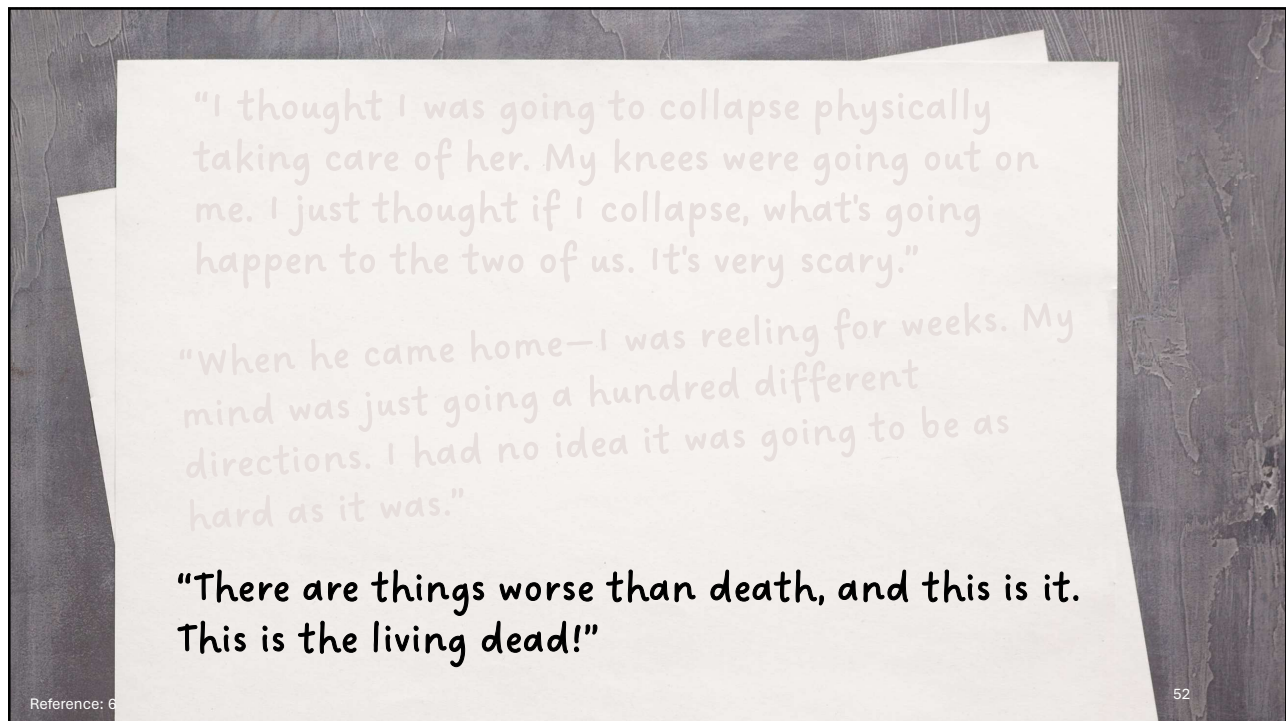 “I thought I was going to collapse physically
taking care of her. My knees were going out on
me. I just thought if I collapse, what's going
happen to the two of us. It's very scary.”
“When he came home—I was reeling for weeks. My
mind was just going a hundred different
directions. I had no idea it was going to be as
hard as it was.”
“There are things worse than death, and this is it.
This is the living dead!”
52
Reference: 6